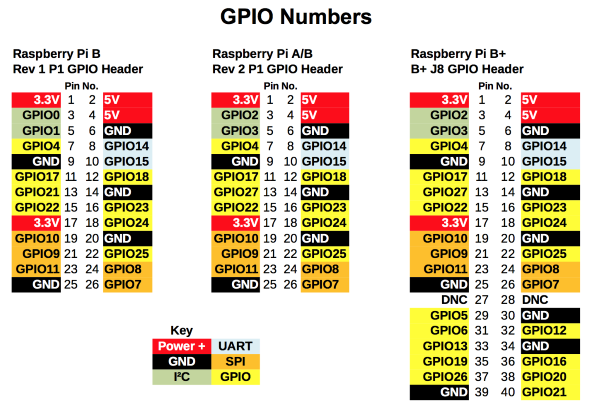 GPIO Numbers
Raspberry Pi B
Rev 1 P1 GPIO Header
Pin No.
3.3V 1 2 5V
GPIO0 3 4 5V
GPIO1 5 6 GND
GPIO4 7 8 GPIO14
GND 9 10 GPIO15
GPIO17 11 12 GPIO18
GPIO21 13 14 GND
GPIO22 15 16 GPIO23
3.3V 17 18 GPIO24
GPIO10 19 20 GND
GPIO9 21 22 GPIO25
GPIO11 23 24 GPIO8
GND 25 26 GPIO7
Raspberry Pi A/B
Rev 2 P1 GPIO Header
Pin No.
3.3V 1 2 5V
GPIO2 3 4 5V
GPIO3 5 6 GND
GPIO4 7 8 GPIO14
GND 9 10 GPIO15
GPIO17 11 12 GPIO18
GPIO27 13 14 GND
GPIO22 15 16 GPIO23
3.3V 17 18 GPIO24
GPIO10 19 20 GND
GPIO9 21 22 GPIO25
GPIO11 23 24 GPIO8
GND 25 26 GPIO7
Raspberry Pi B+
B+ J8 GPIO Header
Pin No.
3.3V 1 2 5V
GPIO2 3 4 5V
GPIO3 5 6 GND
GPIO4 7 8 GPIO14
GND 9 10 GPIO15
GPIO17 11 12 GPIO18
GPIO27 13 14 GND
GPIO22 15 16 GPIO23
3.3V 17 18 GPIO24
GPIO10 19 20 GND
GPIO9 21 22 GPIO25
GPIO11 23 24 GPIO8
GND 25 26 GPIO7
DNC 27 28 DNC
GPIO5 29 30 GND
GPIO6 31 32 GPIO12
GPIO13 33 34 GND
GPIO19 35 36 GPIO16
GPIO26 37 38 GPIO20
GND 39 40 GPIO21
Key
Power + UART
GND SPI
I²C GPIO